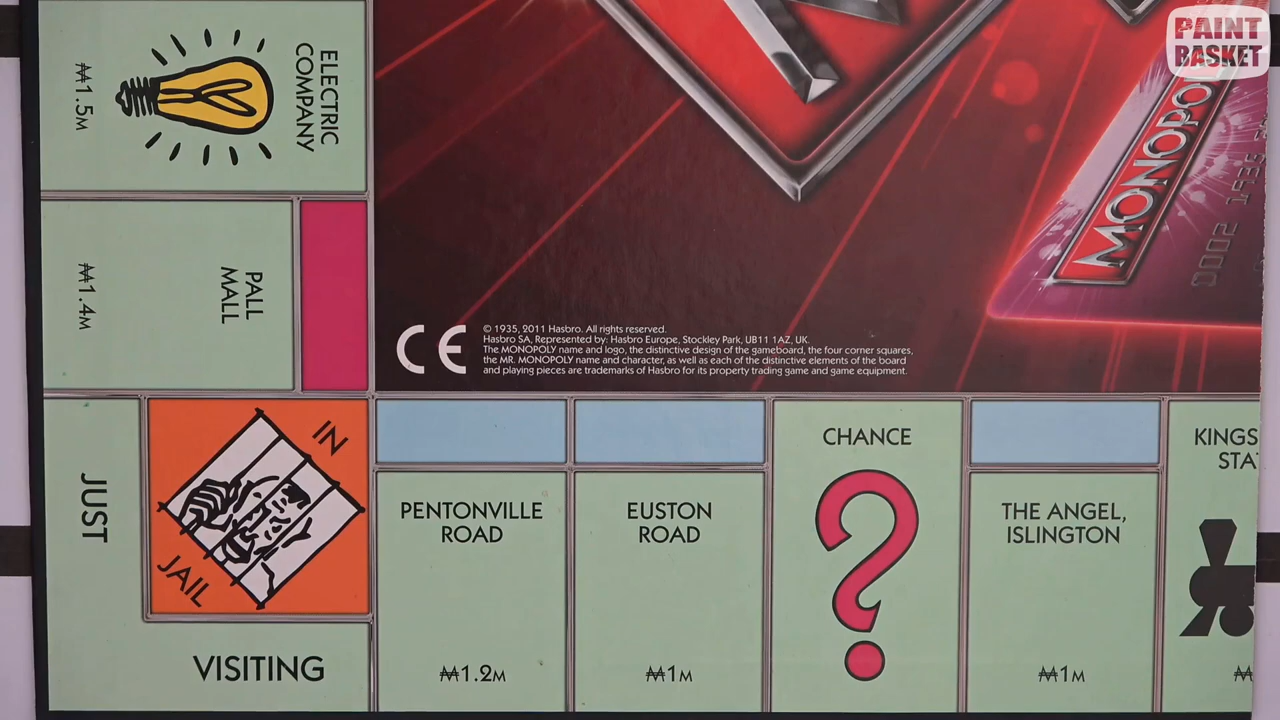 PAINT
BASKET
ELECTRIC
COMPANY
₩1.5M
PALL
MALL
₩1.4M
MONOPO
0002 1935
CE
© 1935, 2011 Hasbro. All rights reserved.
Hasbro SA, Represented by: Hasbro Europe, Stockley Park, UB11 1AZ, UK.
The MONOPOLY name and logo, the distinctive design of the gameboard, the four corner squares,
the MR. MONOPOLY name and character, as well as each of the distinctive elements of the board
and playing pieces are trademarks of Hasbro for its property trading game and game equipment.
JUST
VISITING
IN
JAIL
PENTONVILLE
ROAD
₩1.2M
EUSTON
ROAD
₩1M
CHANCE
?
THE ANGEL,
ISLINGTON
₩1M
KINGS
STA